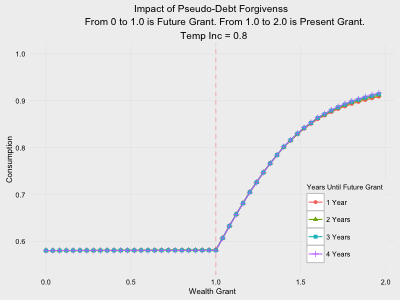 Impact of Pseudo-Debt Forgivenss
From 0 to 1.0 is Future Grant. From 1.0 to 2.0 is Present Grant.
Temp Inc = 0.8
1.0
0.9
0.8
0.7
0.6
Consumption
Years Until Future Grant
1 Year
2 Years
3 Years
4 Years
0.0 0.5 1.0 1.5 2.0
Wealth Grant